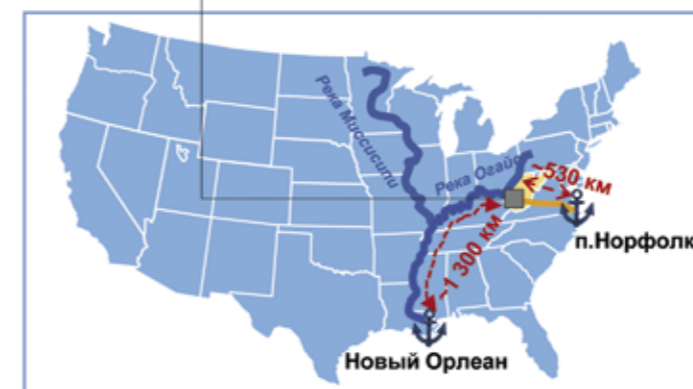 Река Миссисипи
Река Огайо
~530 км
п.Норфолк
~1 300 км
Новый Орлеан